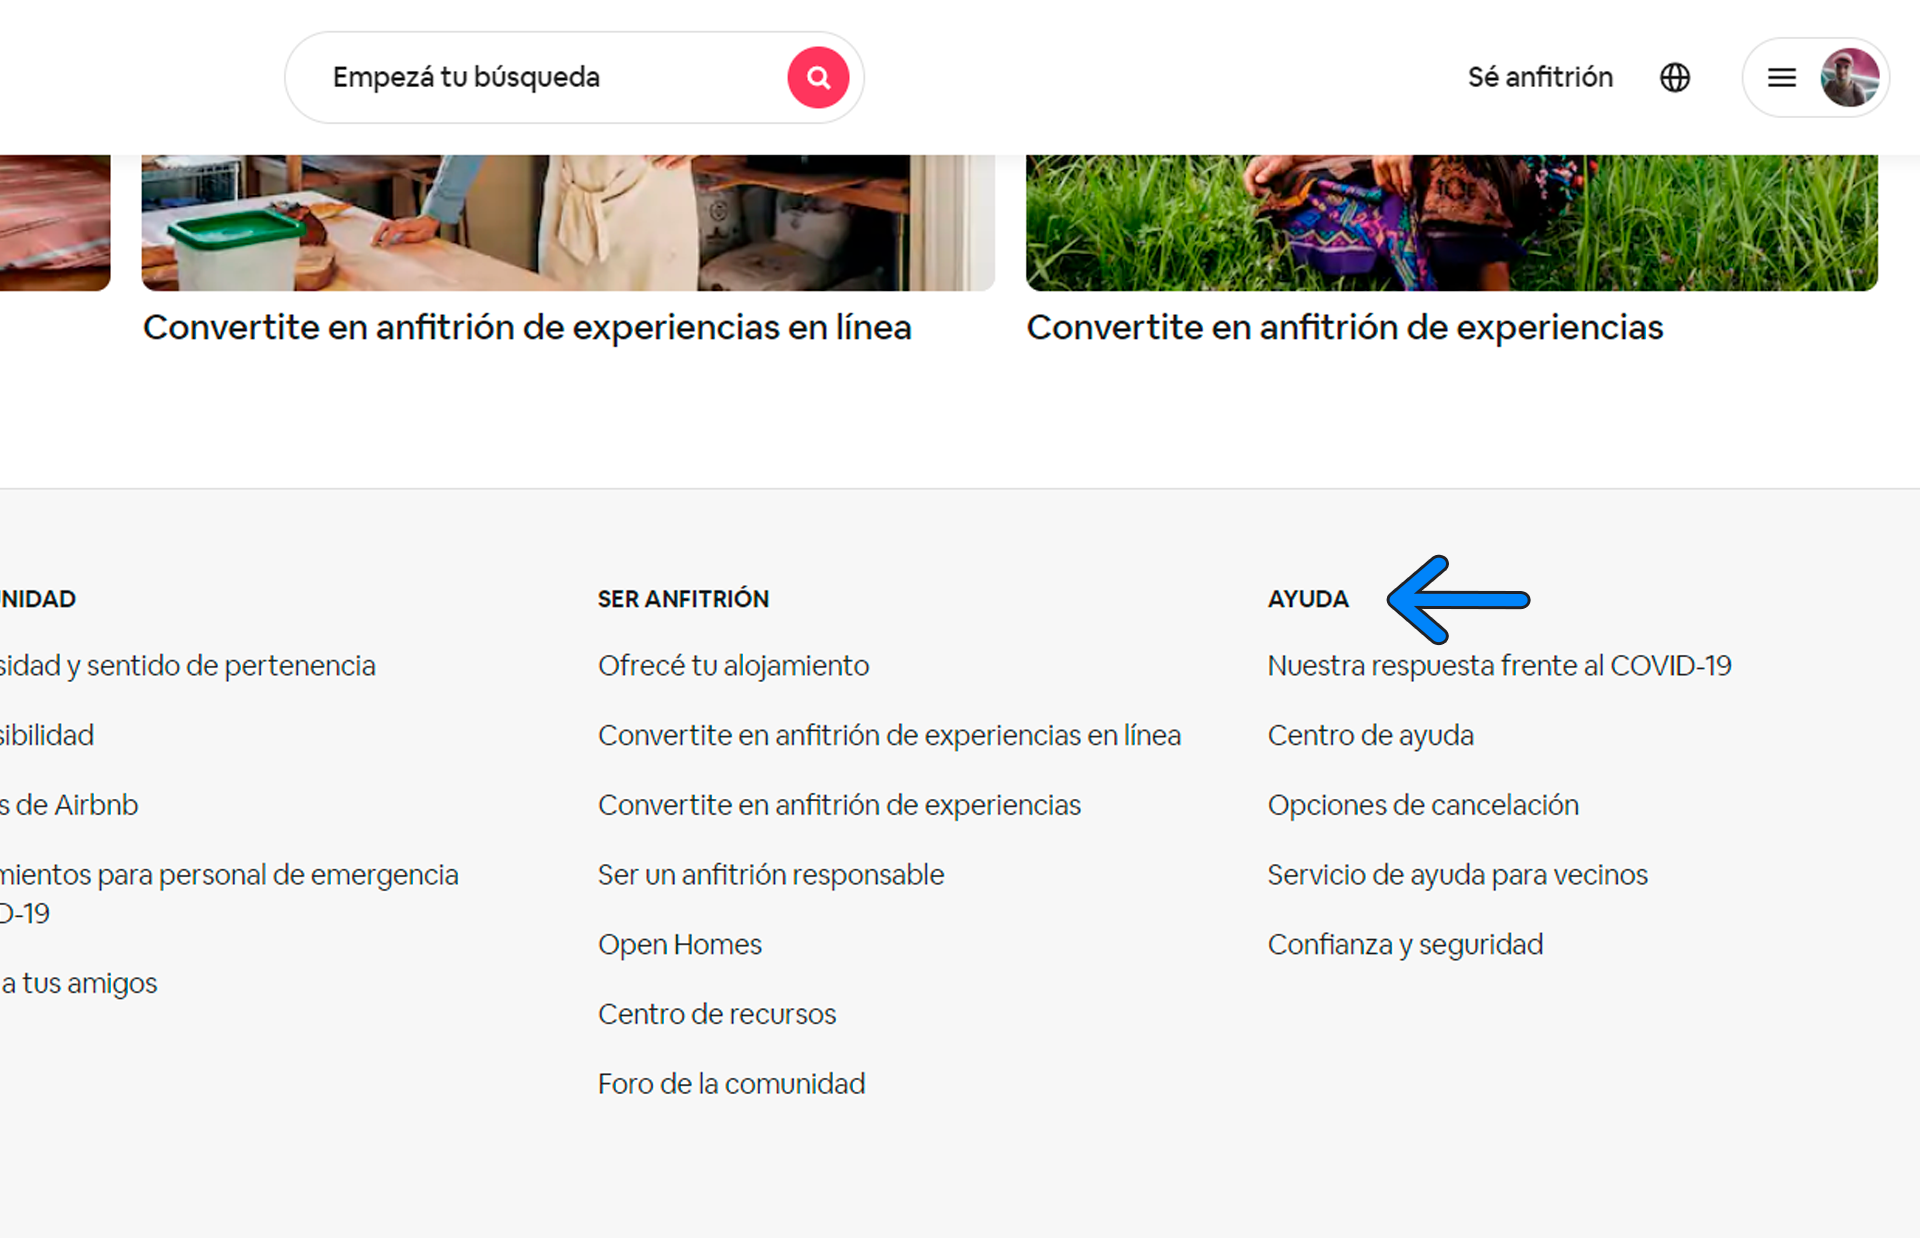 Empezá tu búsqueda
Sé anfitrión
Convertite en anfitrión de experiencias en línea
Convertite en anfitrión de experiencias
NIDAD
sidad y sentido de pertenencia
sibilidad
s de Airbnb
mientos para personal de emergencia
D-19
a tus amigos
SER ANFITRIÓN
Ofrecé tu alojamiento
Convertite en anfitrión de experiencias en línea
Convertite en anfitrión de experiencias
Ser un anfitrión responsable
Open Homes
Centro de recursos
Foro de la comunidad
AYUDA
Nuestra respuesta frente al COVID-19
Centro de ayuda
Opciones de cancelación
Servicio de ayuda para vecinos
Confianza y seguridad